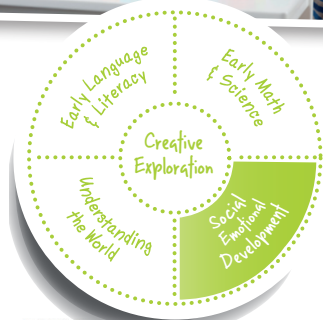 Early Language
& Literacy
Early Math
& Science
Creative
Exploration
Understanding
the World
Social
Emotional
Development